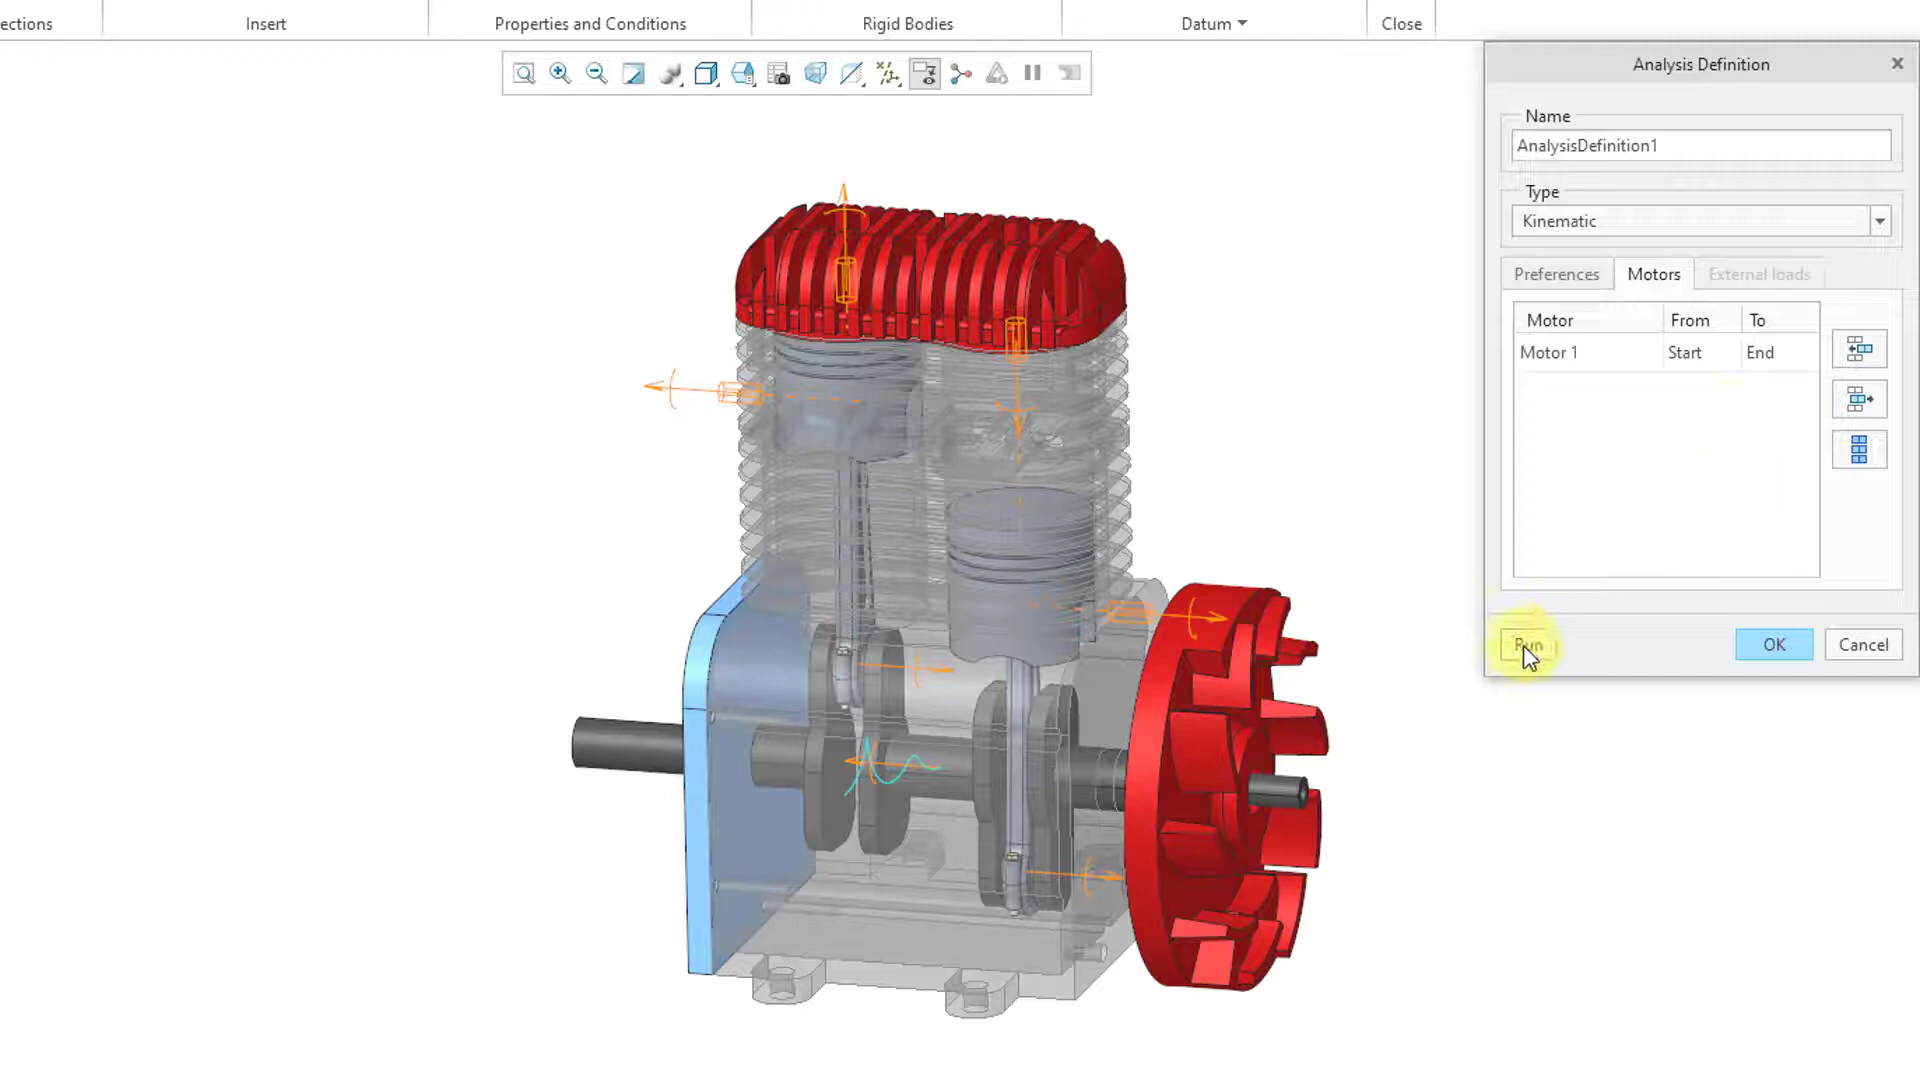 ections
Insert
Properties and Conditions
Rigid Bodies
Datum
Close
Analysis Definition
Name
AnalysisDefinition1
Type
Kinematic
Preferences
Motors
External loads
Motor From To
Motor 1 Start End
Run
OK
Cancel